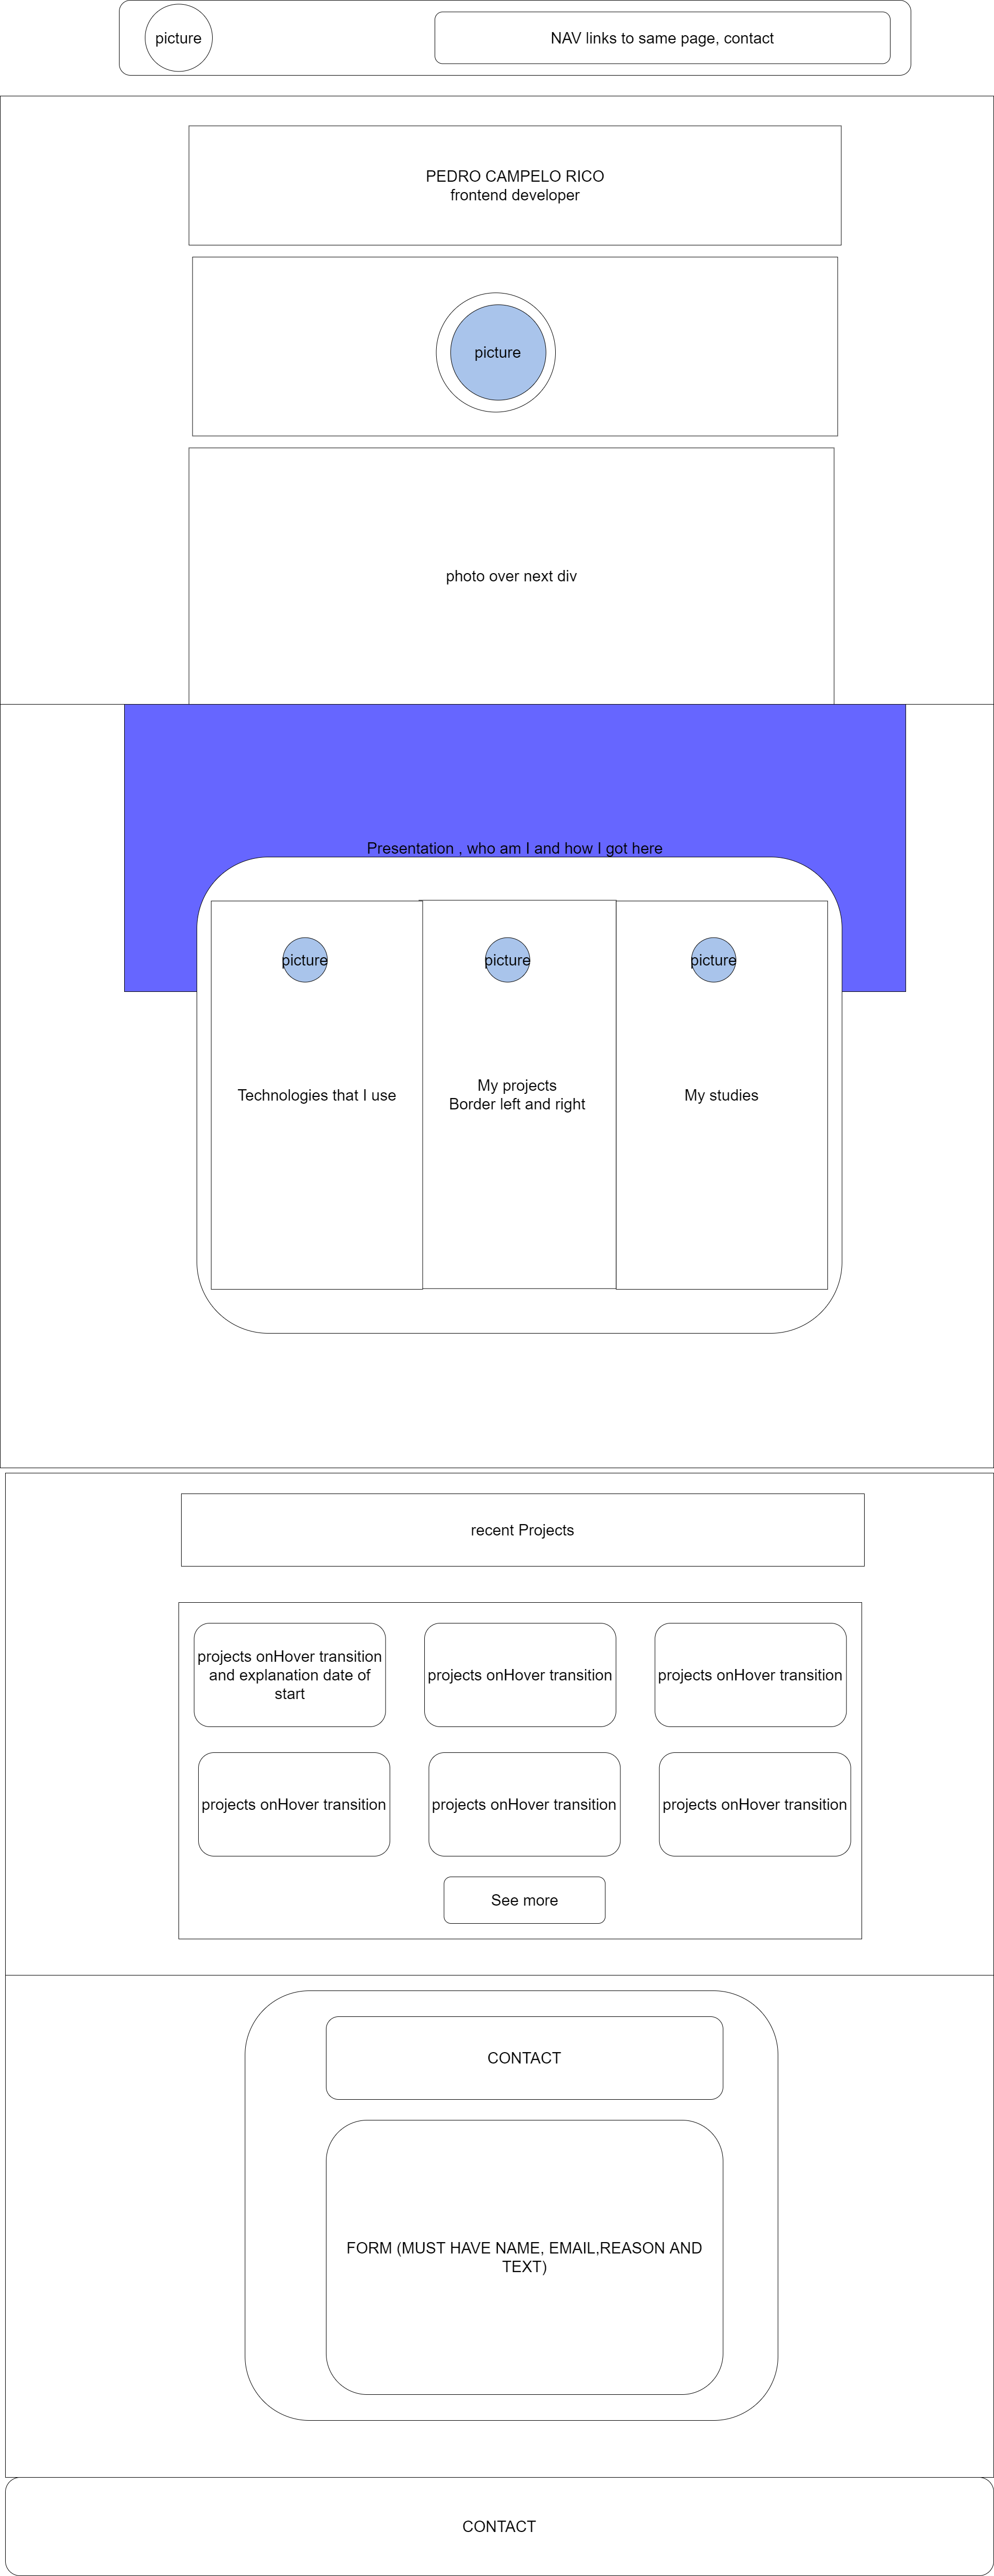 picture
NAV links to same page, contact
PEDRO CAMPELO RICO
frontend developer
picture
photo over next div
Presentation , who am I and how I got here
picture
picture
picture
Technologies that I use
My projects
Border left and right
My studies
recent Projects
projects onHover transition
and explanation date of
start
projects onHover transition
projects onHover transition
projects onHover transition
projects onHover transition
projects onHover transition
See more
CONTACT
FORM (MUST HAVE NAME, EMAIL,REASON AND
TEXT)
CONTACT